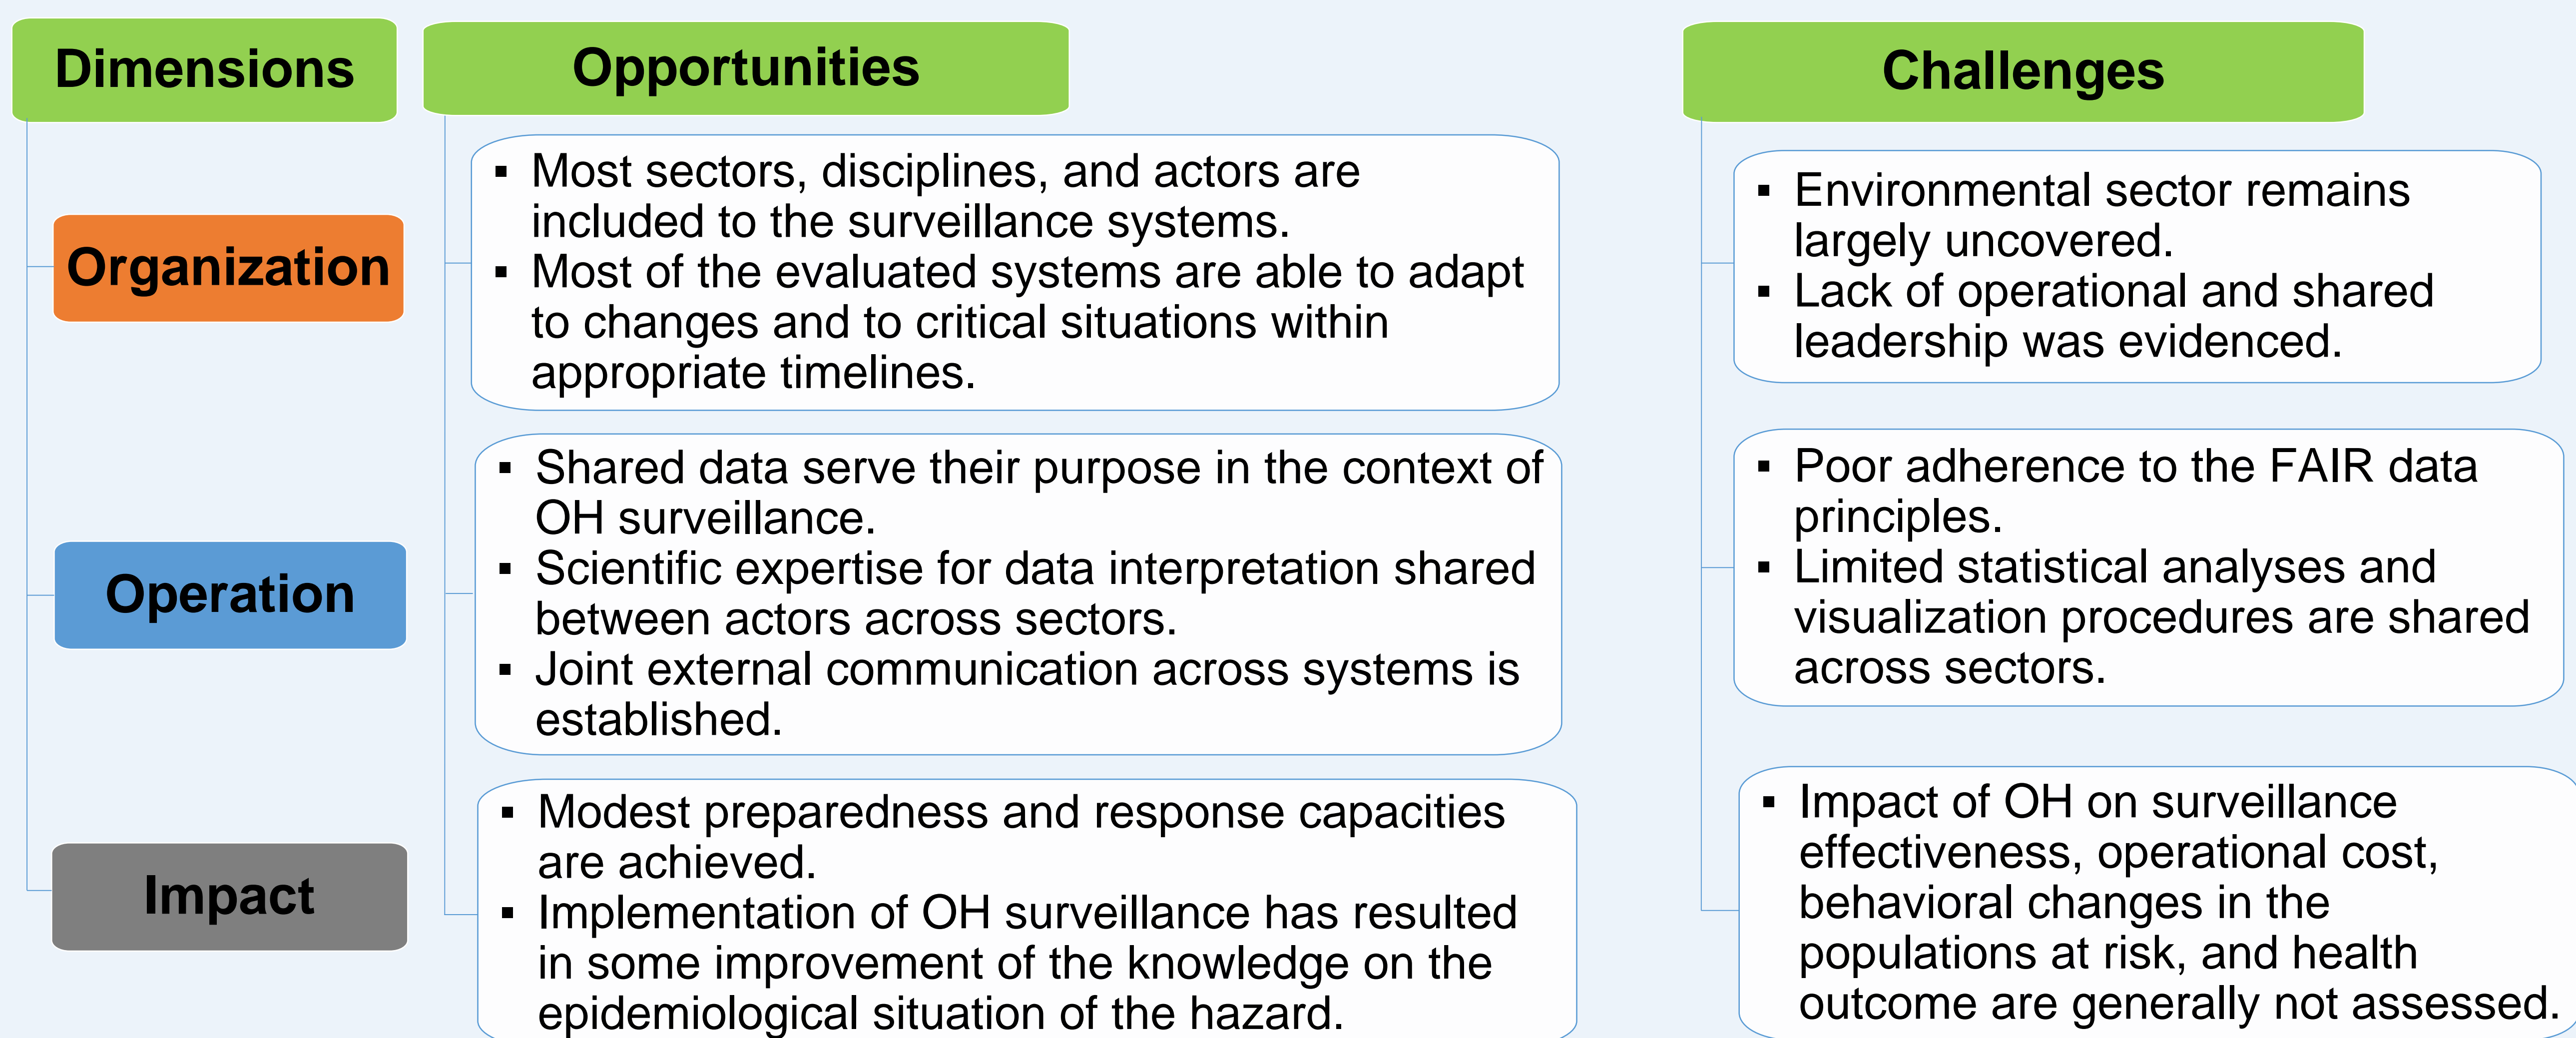 Dimensions
Opportunities
Challenges
Organization
▪ Most sectors, disciplines, and actors are
included to the surveillance systems.
▪ Most of the evaluated systems are able to adapt
to changes and to critical situations within
appropriate timelines.
▪ Environmental sector remains
largely uncovered.
▪ Lack of operational and shared
leadership was evidenced.
Operation
▪ Shared data serve their purpose in the context of
OH surveillance.
▪ Scientific expertise for data interpretation shared
between actors across sectors.
▪ Joint external communication across systems is
established.
▪ Poor adherence to the FAIR data
principles.
▪ Limited statistical analyses and
visualization procedures are shared
across sectors.
Impact
▪ Modest preparedness and response capacities
are achieved.
▪ Implementation of OH surveillance has resulted
in some improvement of the knowledge on the
epidemiological situation of the hazard.
▪ Impact of OH on surveillance
effectiveness, operational cost,
behavioral changes in the
populations at risk, and health
outcome are generally not assessed.